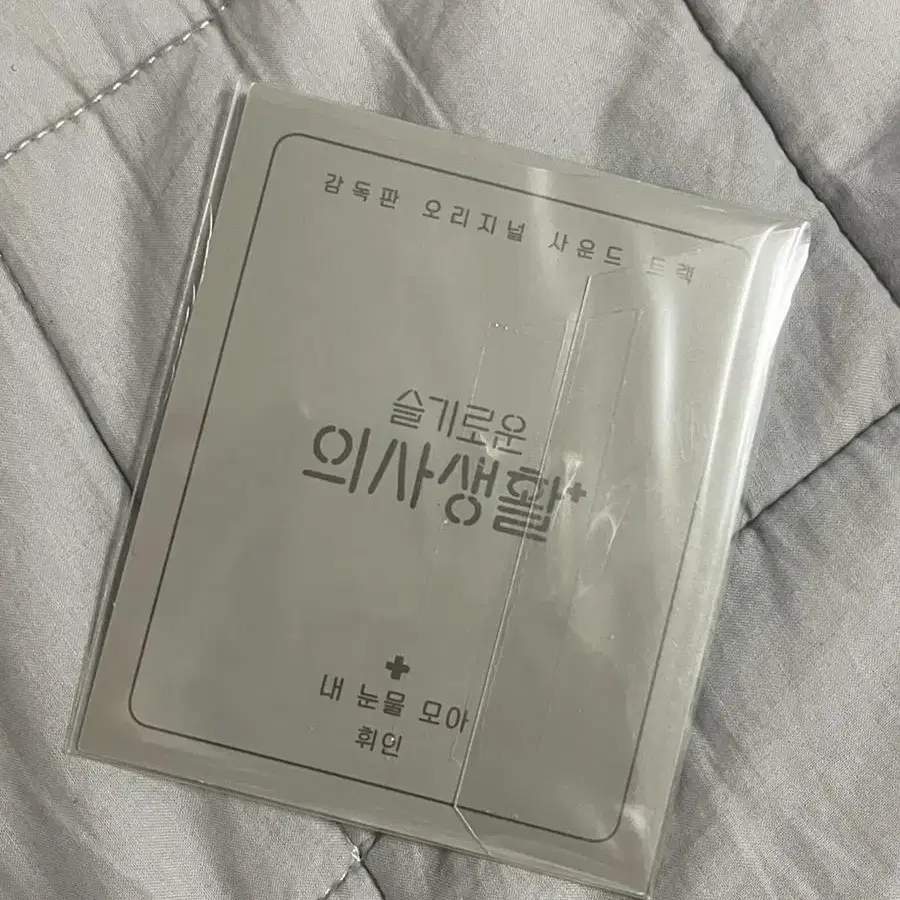 감독판 오리지널 사운드 트랙
슬기로운
의사생활+
내 눈물 모아
휘인